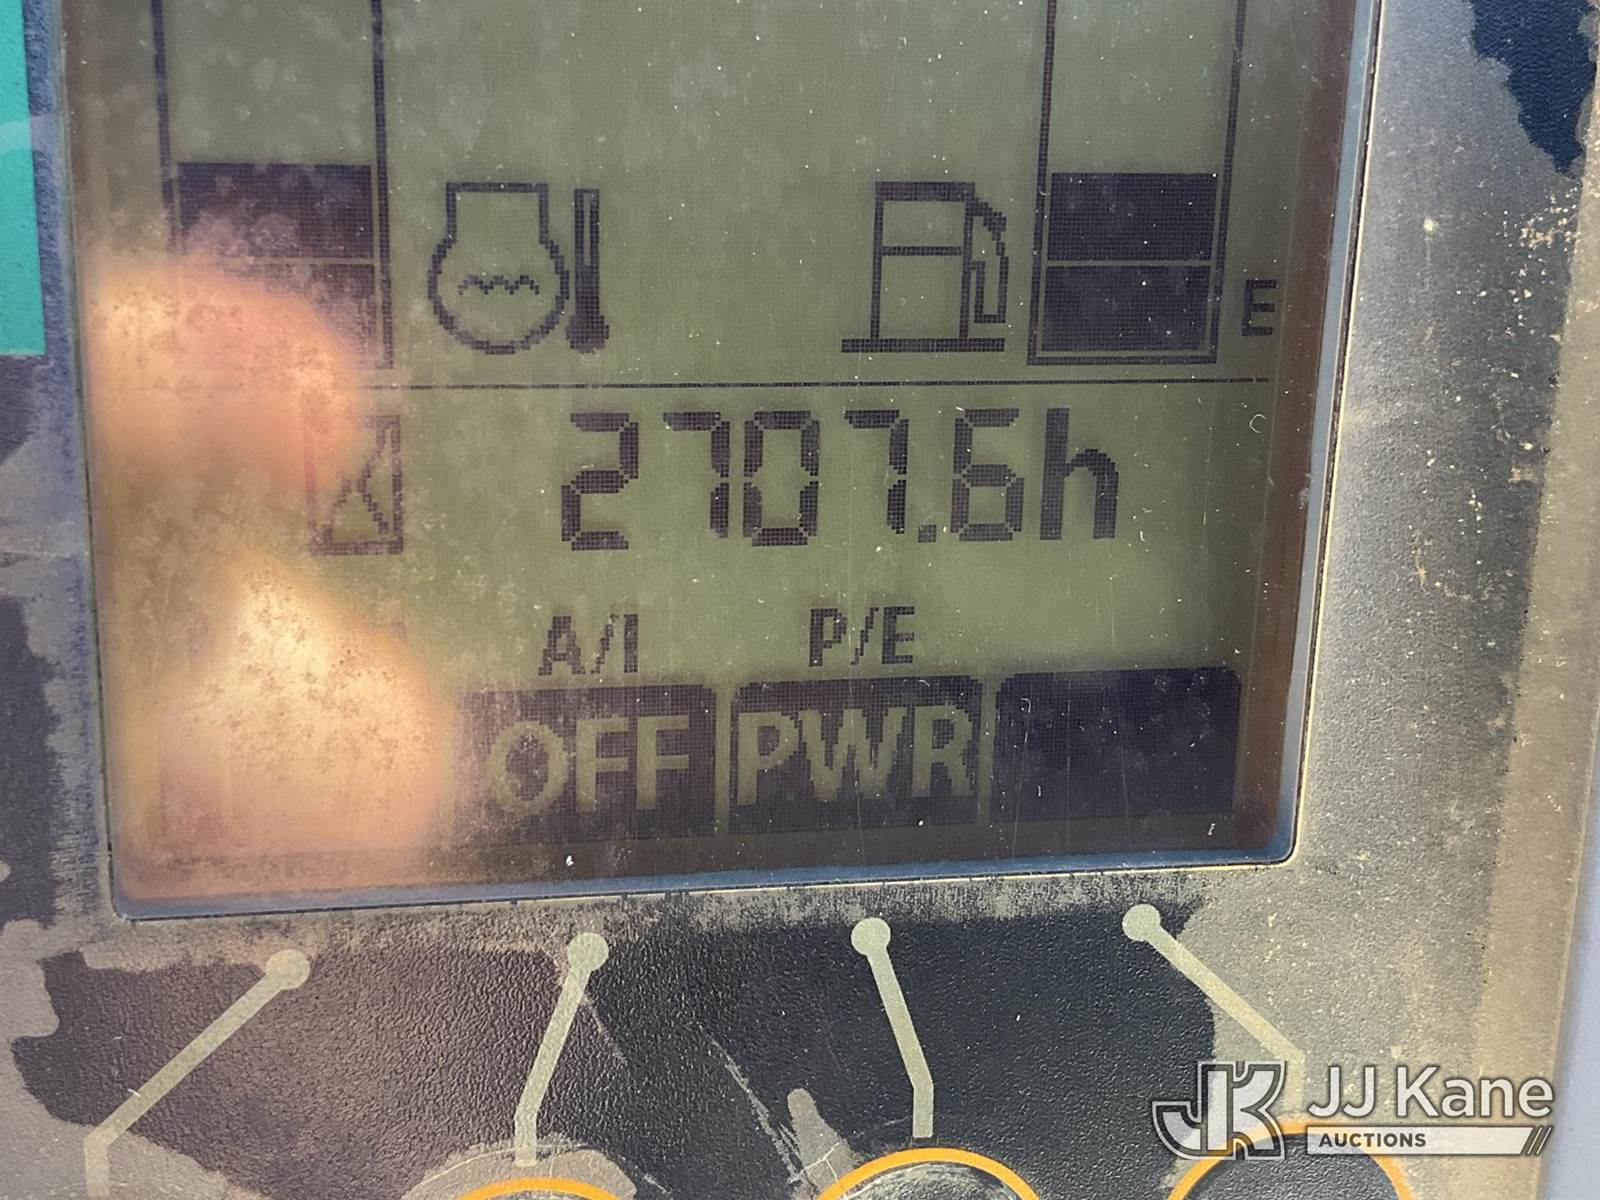 E
2707.6h
A/I P/E
OFF PWR
JJ Kane
AUCTIONS